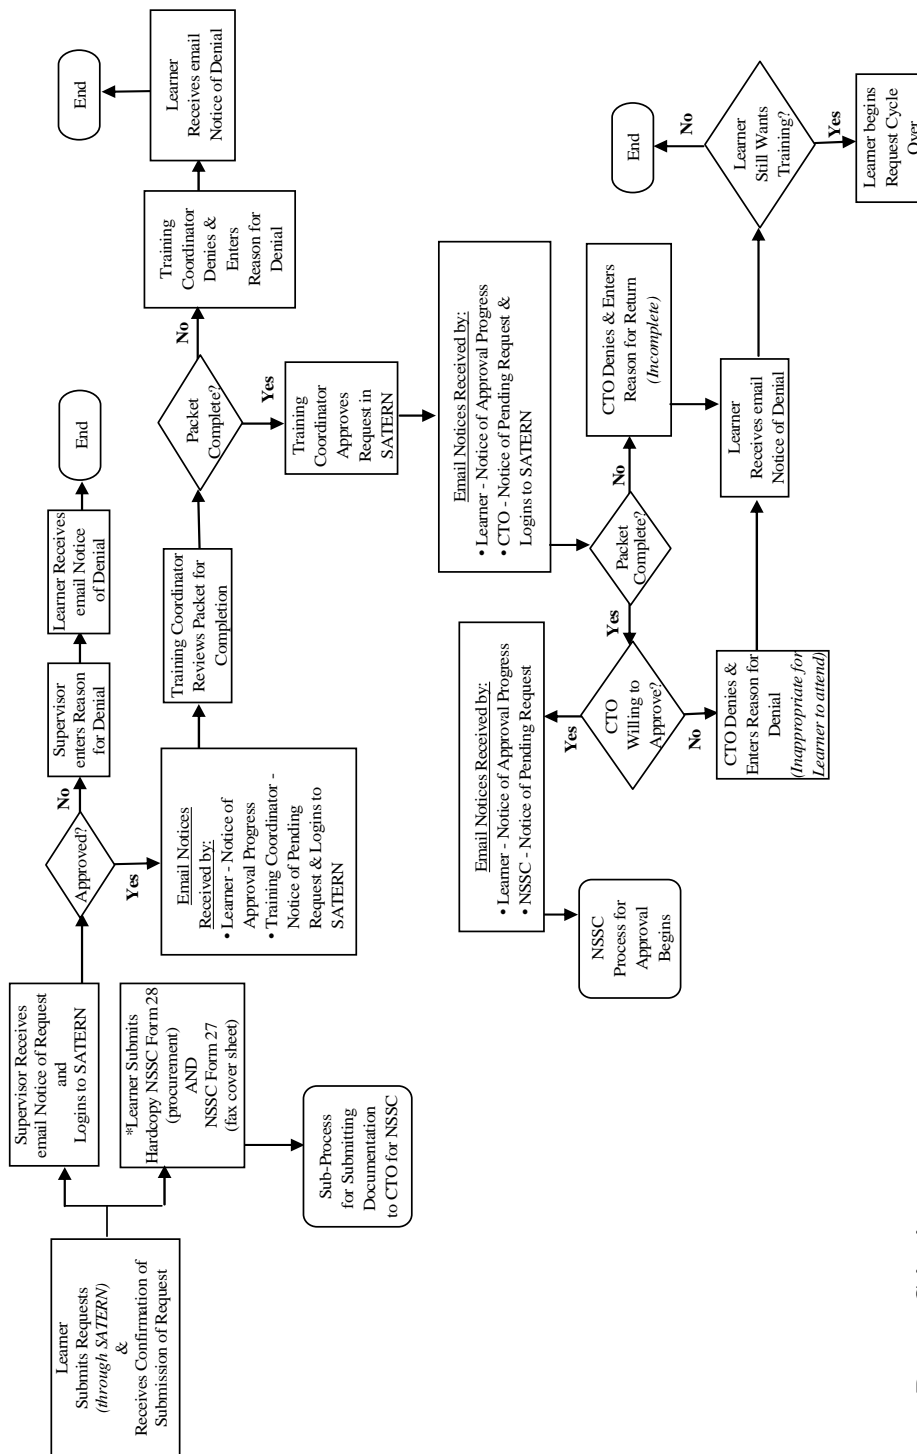 Learner
Submits Requests
(through SATERN)
&
Receives Confirmation of
Submission of Request
Supervisor Receives
email Notice of Request
and
Logins to SATERN
*Learner Submits
Hardcopy NSSC Form 28
(procurement)
AND
NSSC Form 27
(fax cover sheet)
Sub-Process
for Submitting
Documentation
to CTO for NSSC
Approved?
No
Yes
Supervisor
enters Reason
for Denial
Learner Receives
email Notice
of Denial
End
Email Notices
Received by:
• Learner - Notice of
Approval Progress
• Training Coordinator -
Notice of Pending
Request & Logins to
SATERN
Training Coordinator
Reviews Packet for
Completion
Packet
Complete?
No
Yes
Training
Coordinator
Denies &
Enters
Reason for
Denial
Learner
Receives email
Notice of Denial
End
Training
Coordinator
Approves
Request in
SATERN
Email Notices Received by:
• Learner - Notice of Approval Progress
• CTO - Notice of Pending Request &
Logins to SATERN
Packet
Complete?
No
Yes
CTO Denies & Enters
Reason for Return
(Incomplete)
CTO
Willing to
Approve?
Yes
No
Email Notices Received by:
• Learner - Notice of Approval Progress
• NSSC - Notice of Pending Request
NSSC
Process for
Approval
Begins
CTO Denies &
Enters Reason for
Denial
(Inappropriate for
Learner to attend)
Learner
Receives email
Notice of Denial
Learner
Still Wants
Training?
No
Yes
End
Learner begins
Request Cycle
Over